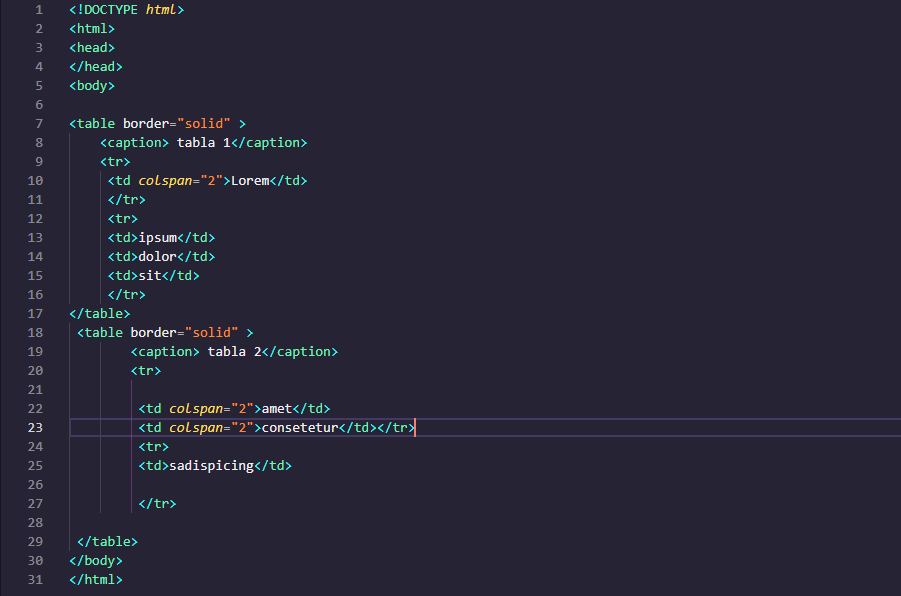 1 <!DOCTYPE html>
2 <html>
3 <head>
4 </head>
5 <body>
6
7 <table border="solid" >
8     <caption> tabla 1</caption>
9     <tr>
10      <td colspan="2">Lorem</td>
11      </tr>
12      <tr>
13      <td>ipsum</td>
14      <td>dolor</td>
15      <td>sit</td>
16      </tr>
17 </table>
18  <table border="solid" >
19         <caption> tabla 2</caption>
20         <tr>
21
22          <td colspan="2">amet</td>
23          <td colspan="2">consetetur</td></tr>
24          <tr>
25          <td>sadispicing</td>
26
27          </tr>
28
29  </table>
30 </body>
31 </html>